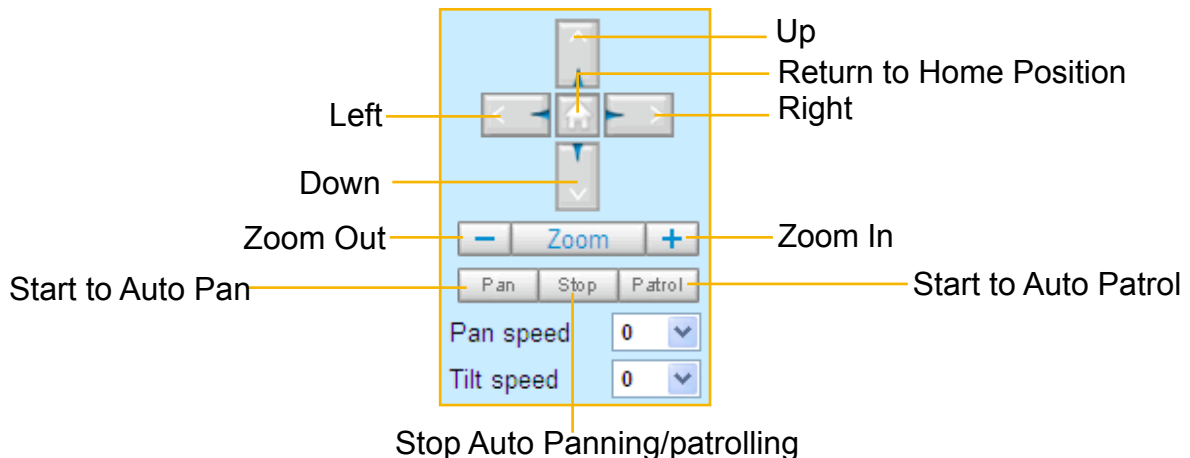 Up
Return to Home Position
Left
Right
Down
Zoom Out
Zoom
Zoom In
Start to Auto Pan
Pan
Stop
Patrol
Start to Auto Patrol
Pan speed
0
Tilt speed
0
Stop Auto Panning/patrolling